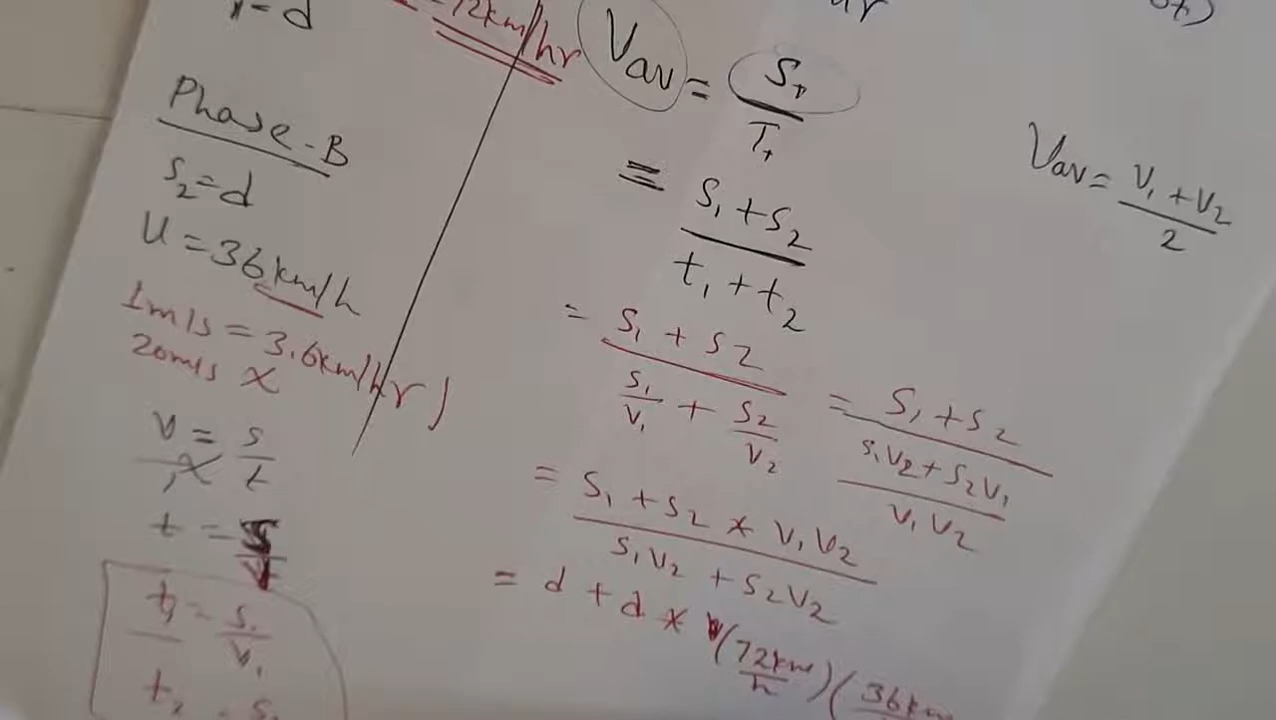 = d
72km/hr
Phase-B
S₂ = d
U = 36km/h
1m/s = 3.6km/hr)
20m/s x
v = s/t
t = s/v
t₁ = s₁/v₁
t₂ = s
Vav = S_T/T_T
= S₁ + S₂/t₁ + t₂
= S₁ + S2/(S₁/V₁ + S₂/V₂) = S₁ + S₂/((S₁V₂ + S₂V₁)/V₁V₂)
= S₁ + S₂ * V₁V₂/S₁V₂ + S₂V₂
= d + d * (72km/h)(36km
Vav = V₁ + V₂/2